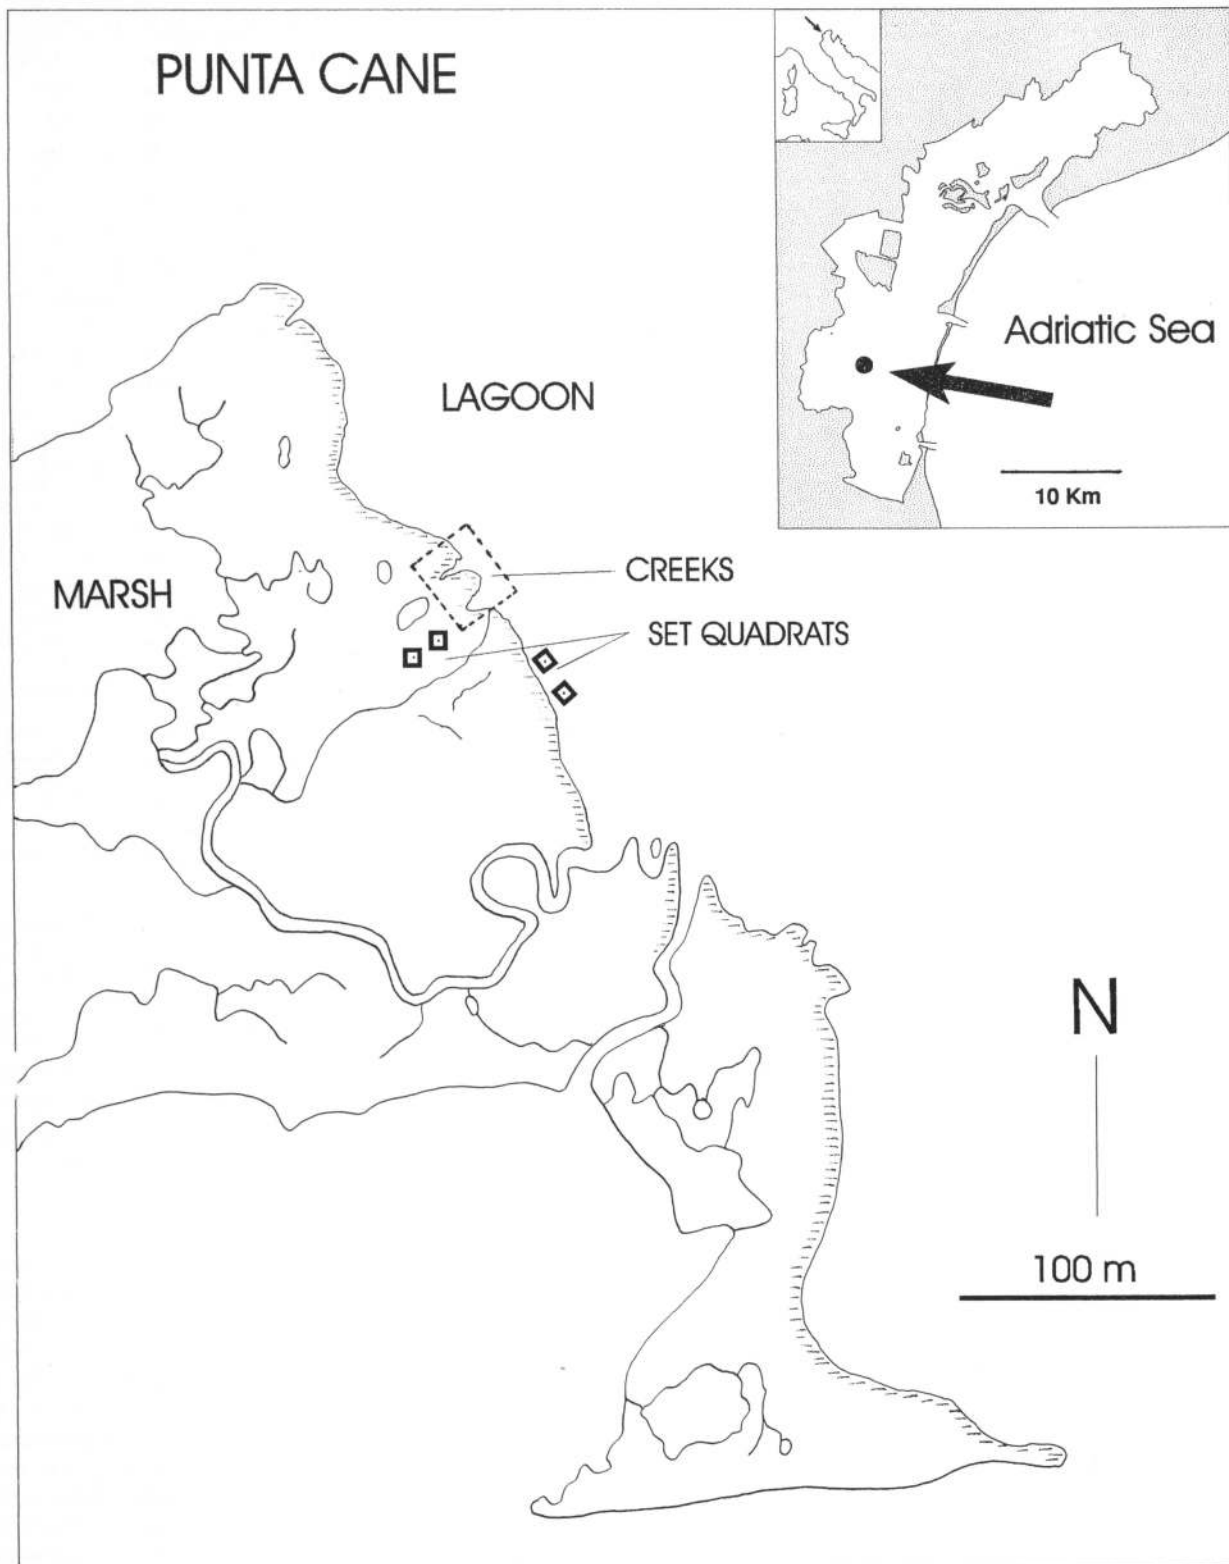 PUNTA CANE
Adriatic Sea
10 Km
LAGOON
CREEKS
MARSH
SET QUADRATS
N
100 m